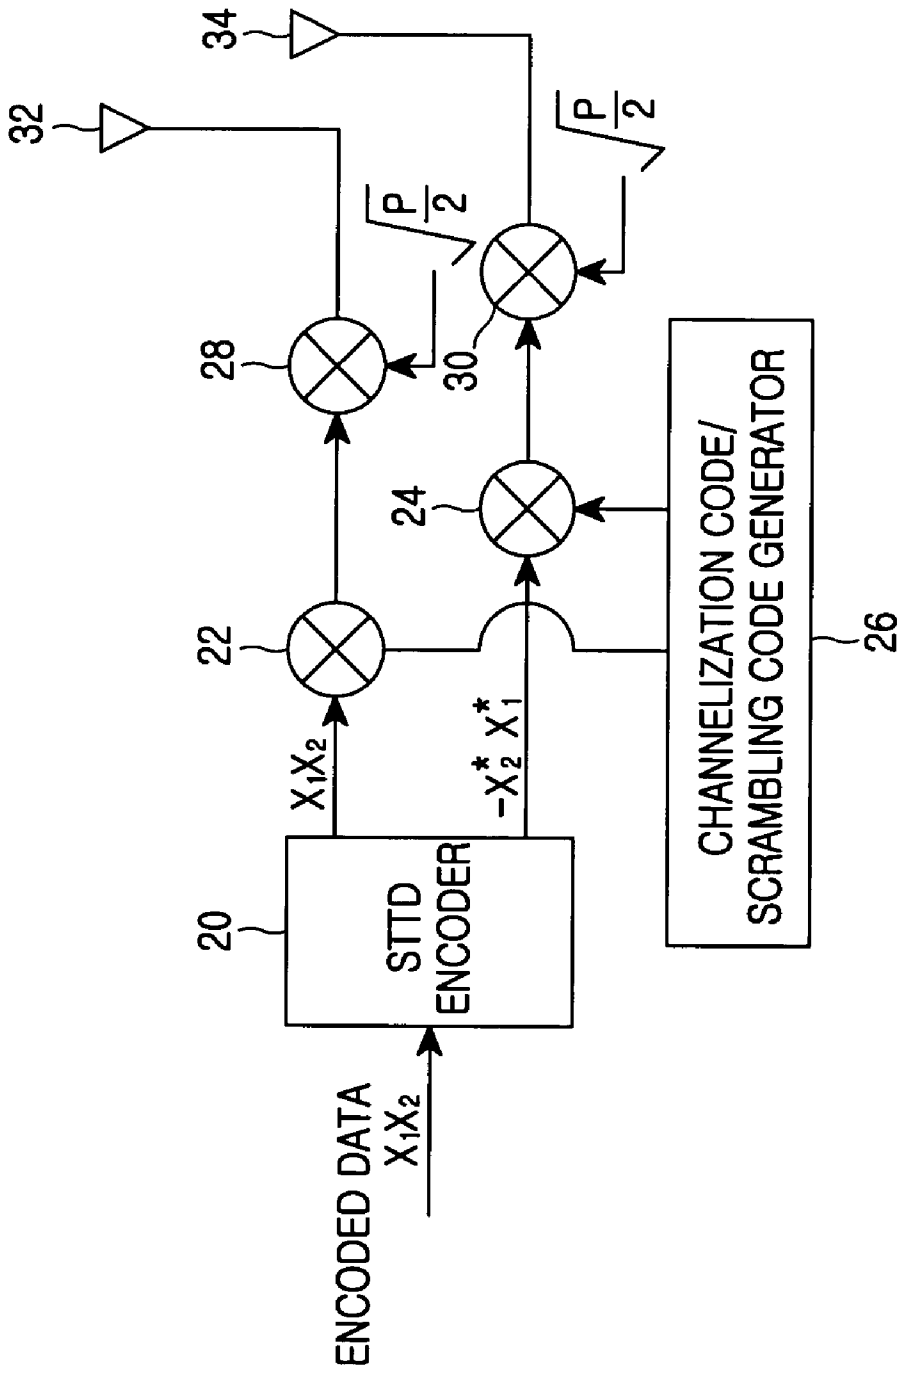 ENCODED DATA
X₁X₂
20
STTD
ENCODER
X₁X₂
-X₂* X₁*
22
24
28
30
√P/2
√P/2
32
34
CHANNELIZATION CODE/
SCRAMBLING CODE GENERATOR
26